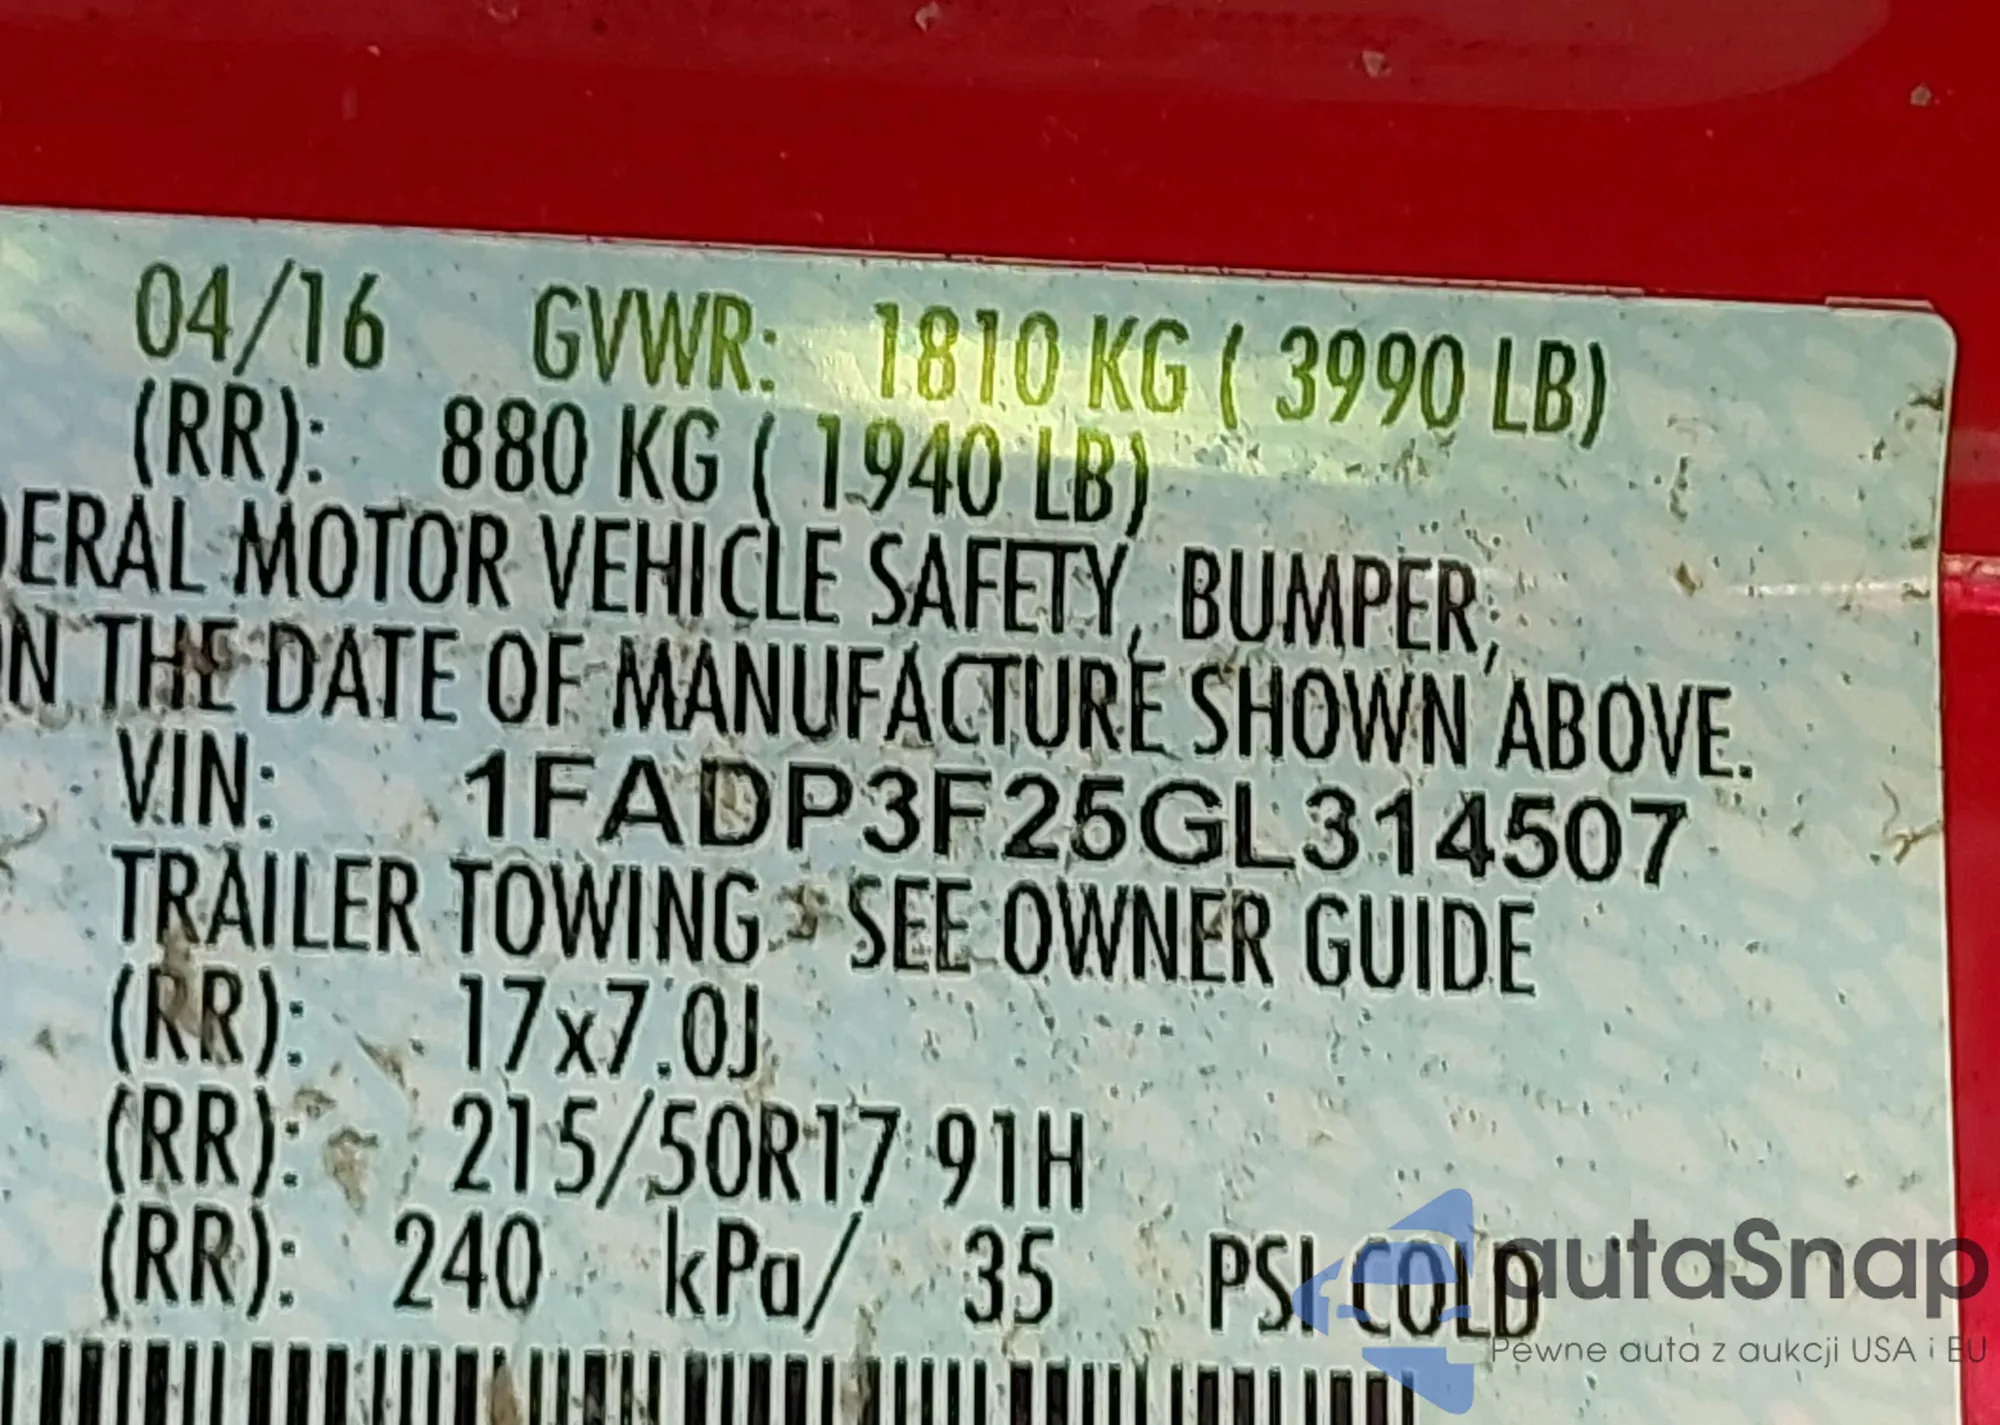 04/16 GVWR: 1810 KG ( 3990 LB)
(RR): 880 KG ( 1940 LB)
DERAL MOTOR VEHICLE SAFETY, BUMPER,
ON THE DATE OF MANUFACTURE SHOWN ABOVE.
VIN: 1FADP3F25GL314507
TRAILER TOWING - SEE OWNER GUIDE
(RR): 17x7.0J
(RR): 215/50R17 91H
(RR): 240 kPa/ 35 PSI COLD
autaSnap
Pewne auta z aukcji USA i EU